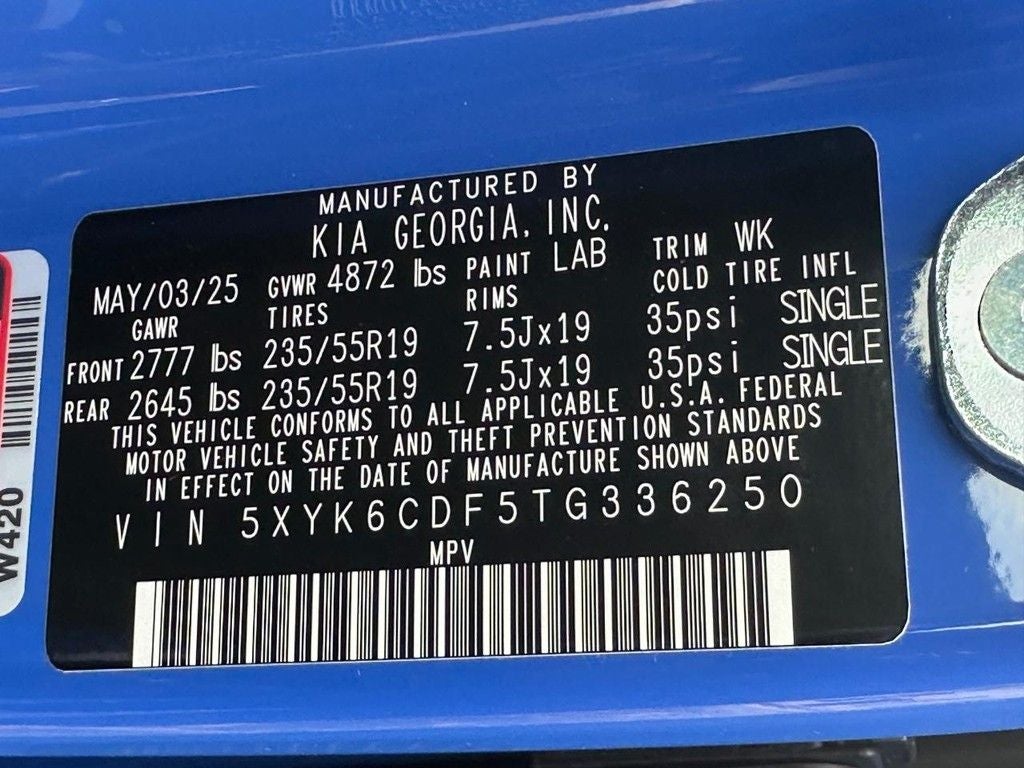 MANUFACTURED BY
KIA GEORGIA, INC.
MAY/03/25 GVWR 4872 lbs PAINT LAB TRIM WK
GAWR TIRES RIMS COLD TIRE INFL
FRONT 2777 lbs 235/55R19 7.5Jx19 35psi SINGLE
REAR 2645 lbs 235/55R19 7.5Jx19 35psi SINGLE
THIS VEHICLE CONFORMS TO ALL APPLICABLE U.S.A. FEDERAL
MOTOR VEHICLE SAFETY AND THEFT PREVENTION STANDARDS
IN EFFECT ON THE DATE OF MANUFACTURE SHOWN ABOVE
VIN 5XYK6CDF5TG336250
MPV
W420